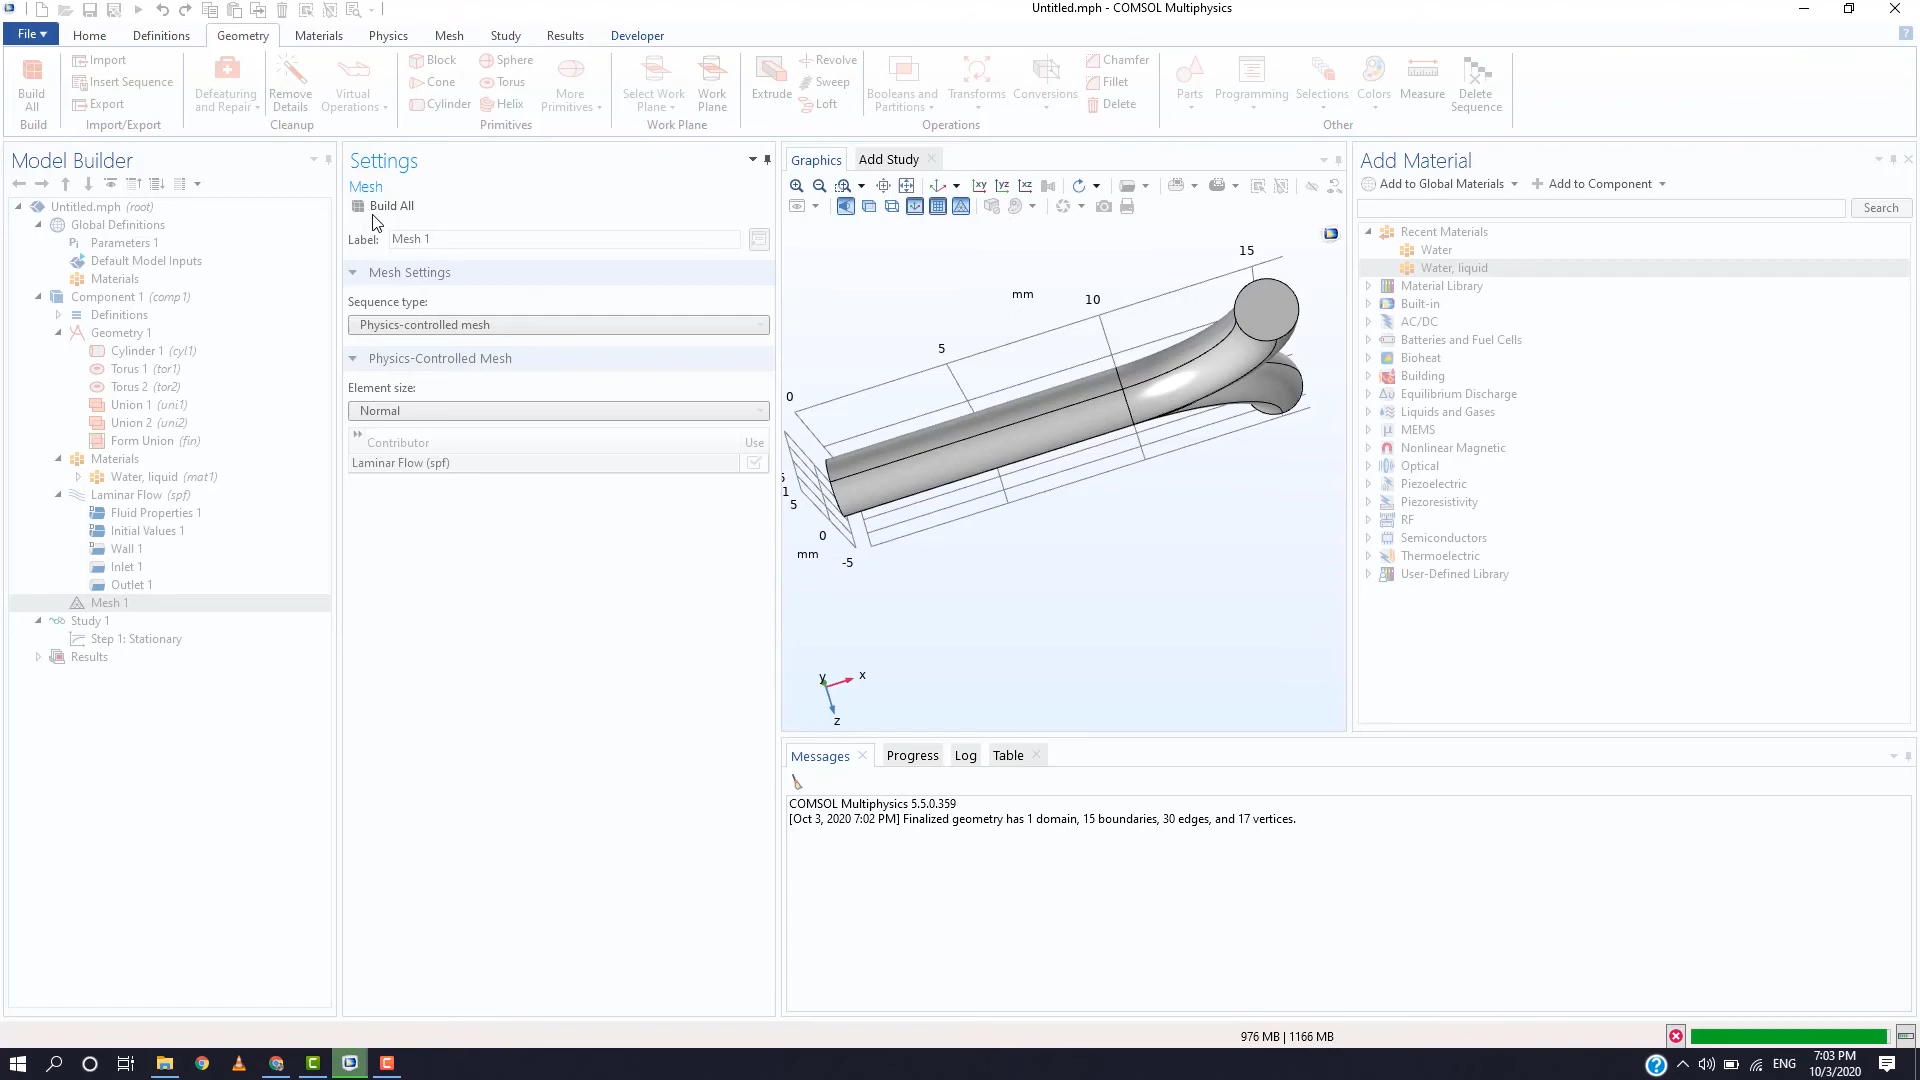 Untitled.mph - COMSOL Multiphysics
File Home Definitions Geometry Materials Physics Mesh Study Results Developer
Build All
Build
Import
Insert Sequence
Export
Import/Export
Defeaturing and Repair
Remove Details
Virtual Operations
Cleanup
Block
Cone
Cylinder
Sphere
Torus
Helix
More Primitives
Primitives
Select Work Plane
Work Plane
Work Plane
Extrude
Revolve
Sweep
Loft
Booleans and Partitions
Transforms
Conversions
Chamfer
Fillet
Delete
Operations
Parts
Programming
Selections
Colors
Measure
Delete Sequence
Other
Model Builder
Untitled.mph (root)
Global Definitions
Pi Parameters 1
Default Model Inputs
Materials
Component 1 (comp1)
Definitions
Geometry 1
Cylinder 1 (cyl1)
Torus 1 (tor1)
Torus 2 (tor2)
Union 1 (uni1)
Union 2 (uni2)
Form Union (fin)
Materials
Water, liquid (mat1)
Laminar Flow (spf)
Fluid Properties 1
Initial Values 1
Wall 1
Inlet 1
Outlet 1
Mesh 1
Study 1
Step 1: Stationary
Results
Settings
Mesh
Build All
Label: Mesh 1
Mesh Settings
Sequence type:
Physics-controlled mesh
Physics-Controlled Mesh
Element size:
Normal
Contributor Use
Laminar Flow (spf)
Graphics Add Study
xy yz xz
15
mm
10
5
0
5
1
5
0
mm
-5
y
x
z
Add Material
Add to Global Materials + Add to Component
Search
Recent Materials
Water
Water, liquid
Material Library
Built-in
AC/DC
Batteries and Fuel Cells
Bioheat
Building
Equilibrium Discharge
Liquids and Gases
MEMS
Nonlinear Magnetic
Optical
Piezoelectric
Piezoresistivity
RF
Semiconductors
Thermoelectric
User-Defined Library
Messages Progress Log Table
COMSOL Multiphysics 5.5.0.359
[Oct 3, 2020 7:02 PM] Finalized geometry has 1 domain, 15 boundaries, 30 edges, and 17 vertices.
976 MB | 1166 MB
ENG
7:03 PM
10/3/2020